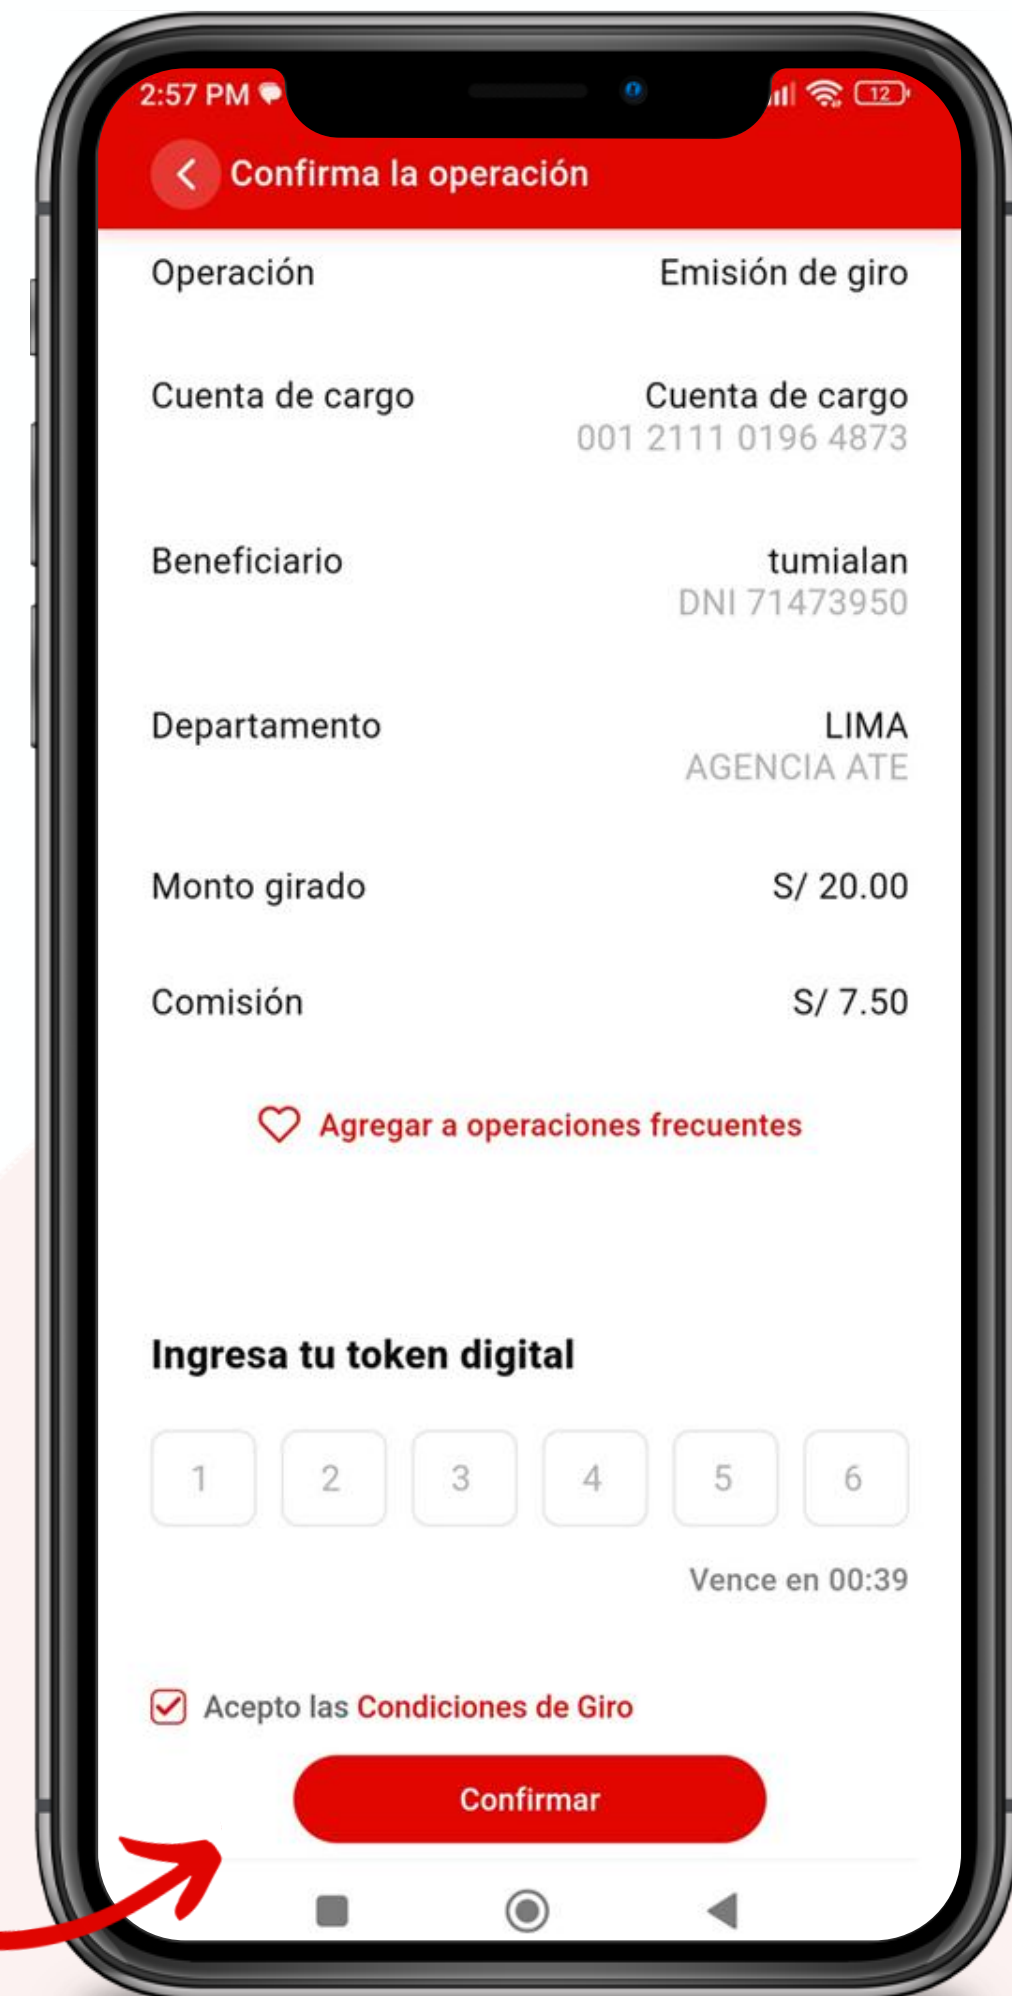 2:57 PM
12
Confirma la operación
Operación Emisión de giro
Cuenta de cargo Cuenta de cargo
001 2111 0196 4873
Beneficiario tumialan
DNI 71473950
Departamento LIMA
AGENCIA ATE
Monto girado S/ 20.00
Comisión S/ 7.50
Agregar a operaciones frecuentes
Ingresa tu token digital
1 2 3 4 5 6
Vence en 00:39
Acepto las Condiciones de Giro
Confirmar